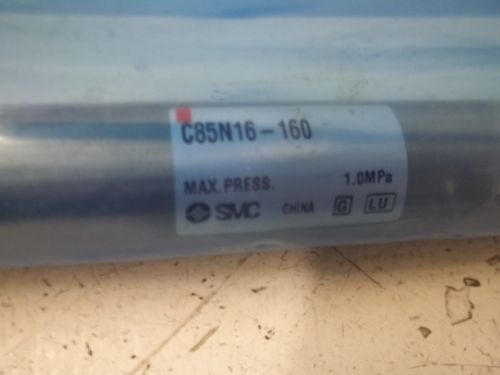 C85N16-160
MAX. PRESS. 1.0MPa
SMC CHINA G LU